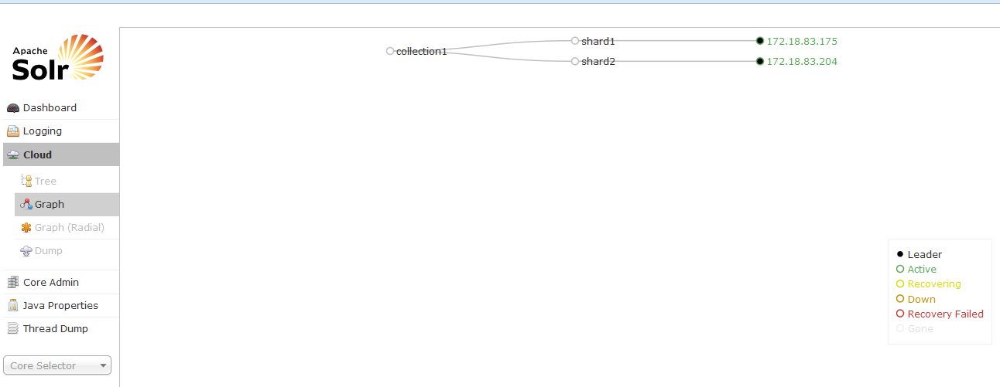 Apache
Solr
Dashboard
Logging
Cloud
Tree
Graph
Graph (Radial)
Dump
Core Admin
Java Properties
Thread Dump
Core Selector
collection1
shard1
172.18.83.175
shard2
172.18.83.204
Leader
Active
Recovering
Down
Recovery Failed
Gone